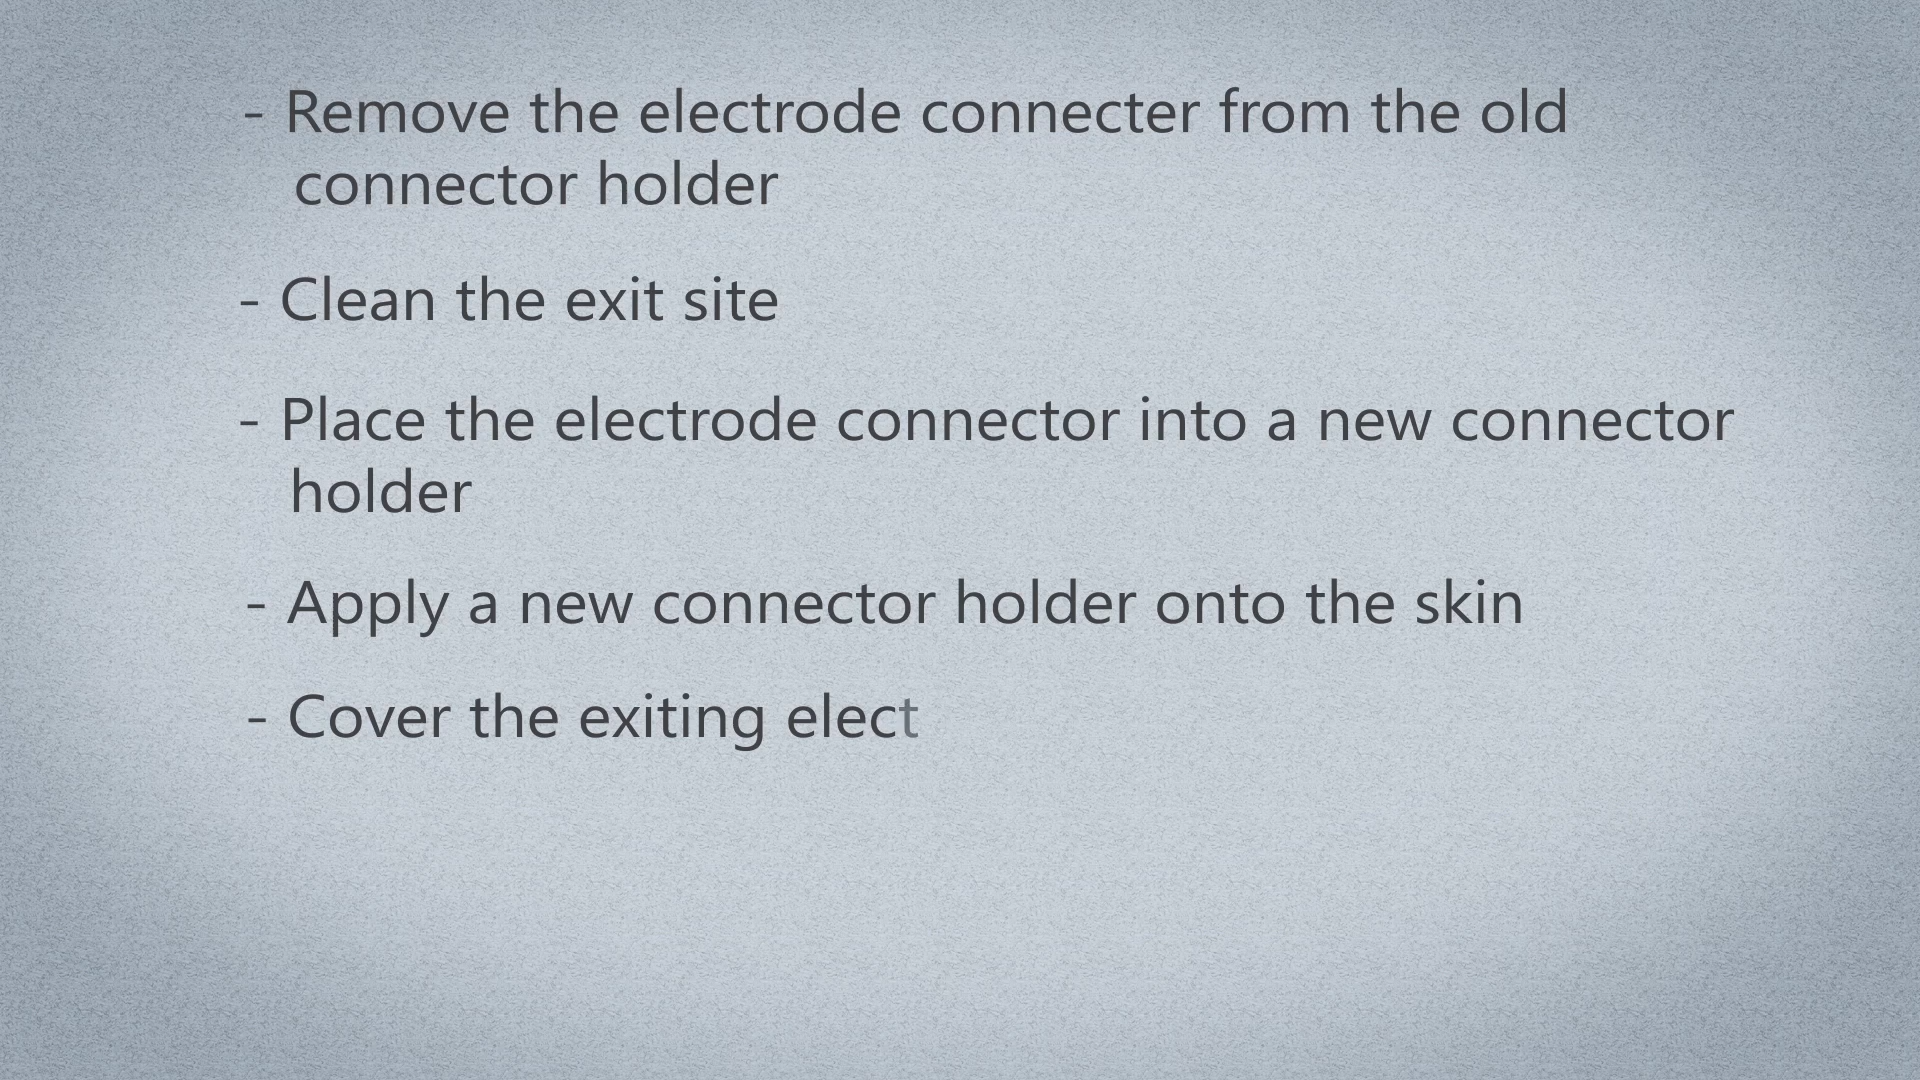 - Remove the electrode connecter from the old
connector holder
- Clean the exit site
- Place the electrode connector into a new connector
holder
- Apply a new connector holder onto the skin
- Cover the exiting elect